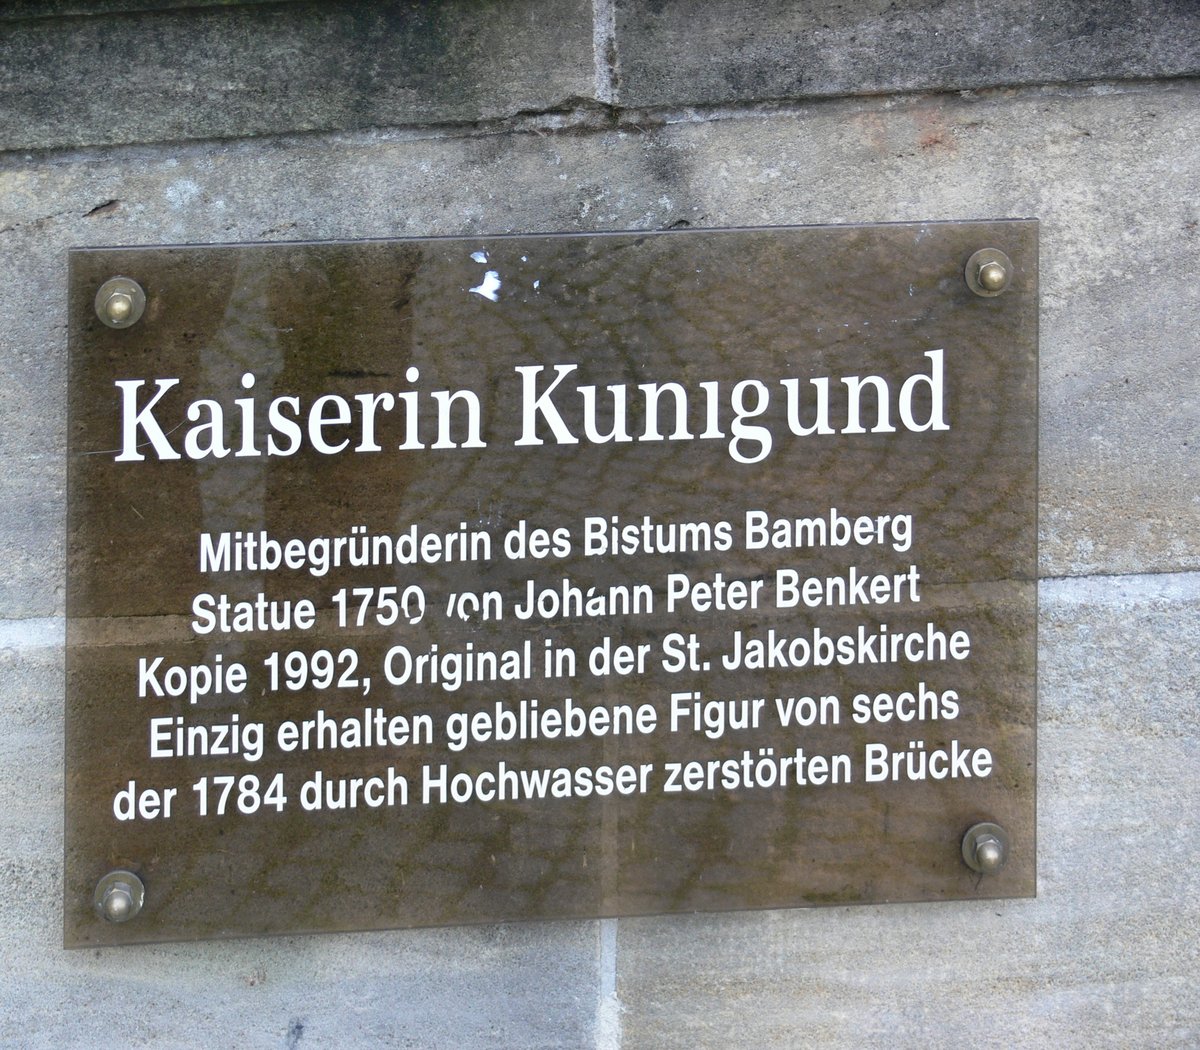 Kaiserin Kunigund
Mitbegründerin des Bistums Bamberg
Statue 1750 von Johann Peter Benkert
Kopie 1992, Original in der St. Jakobskirche
Einzig erhalten gebliebene Figur von sechs
der 1784 durch Hochwasser zerstörten Brücke